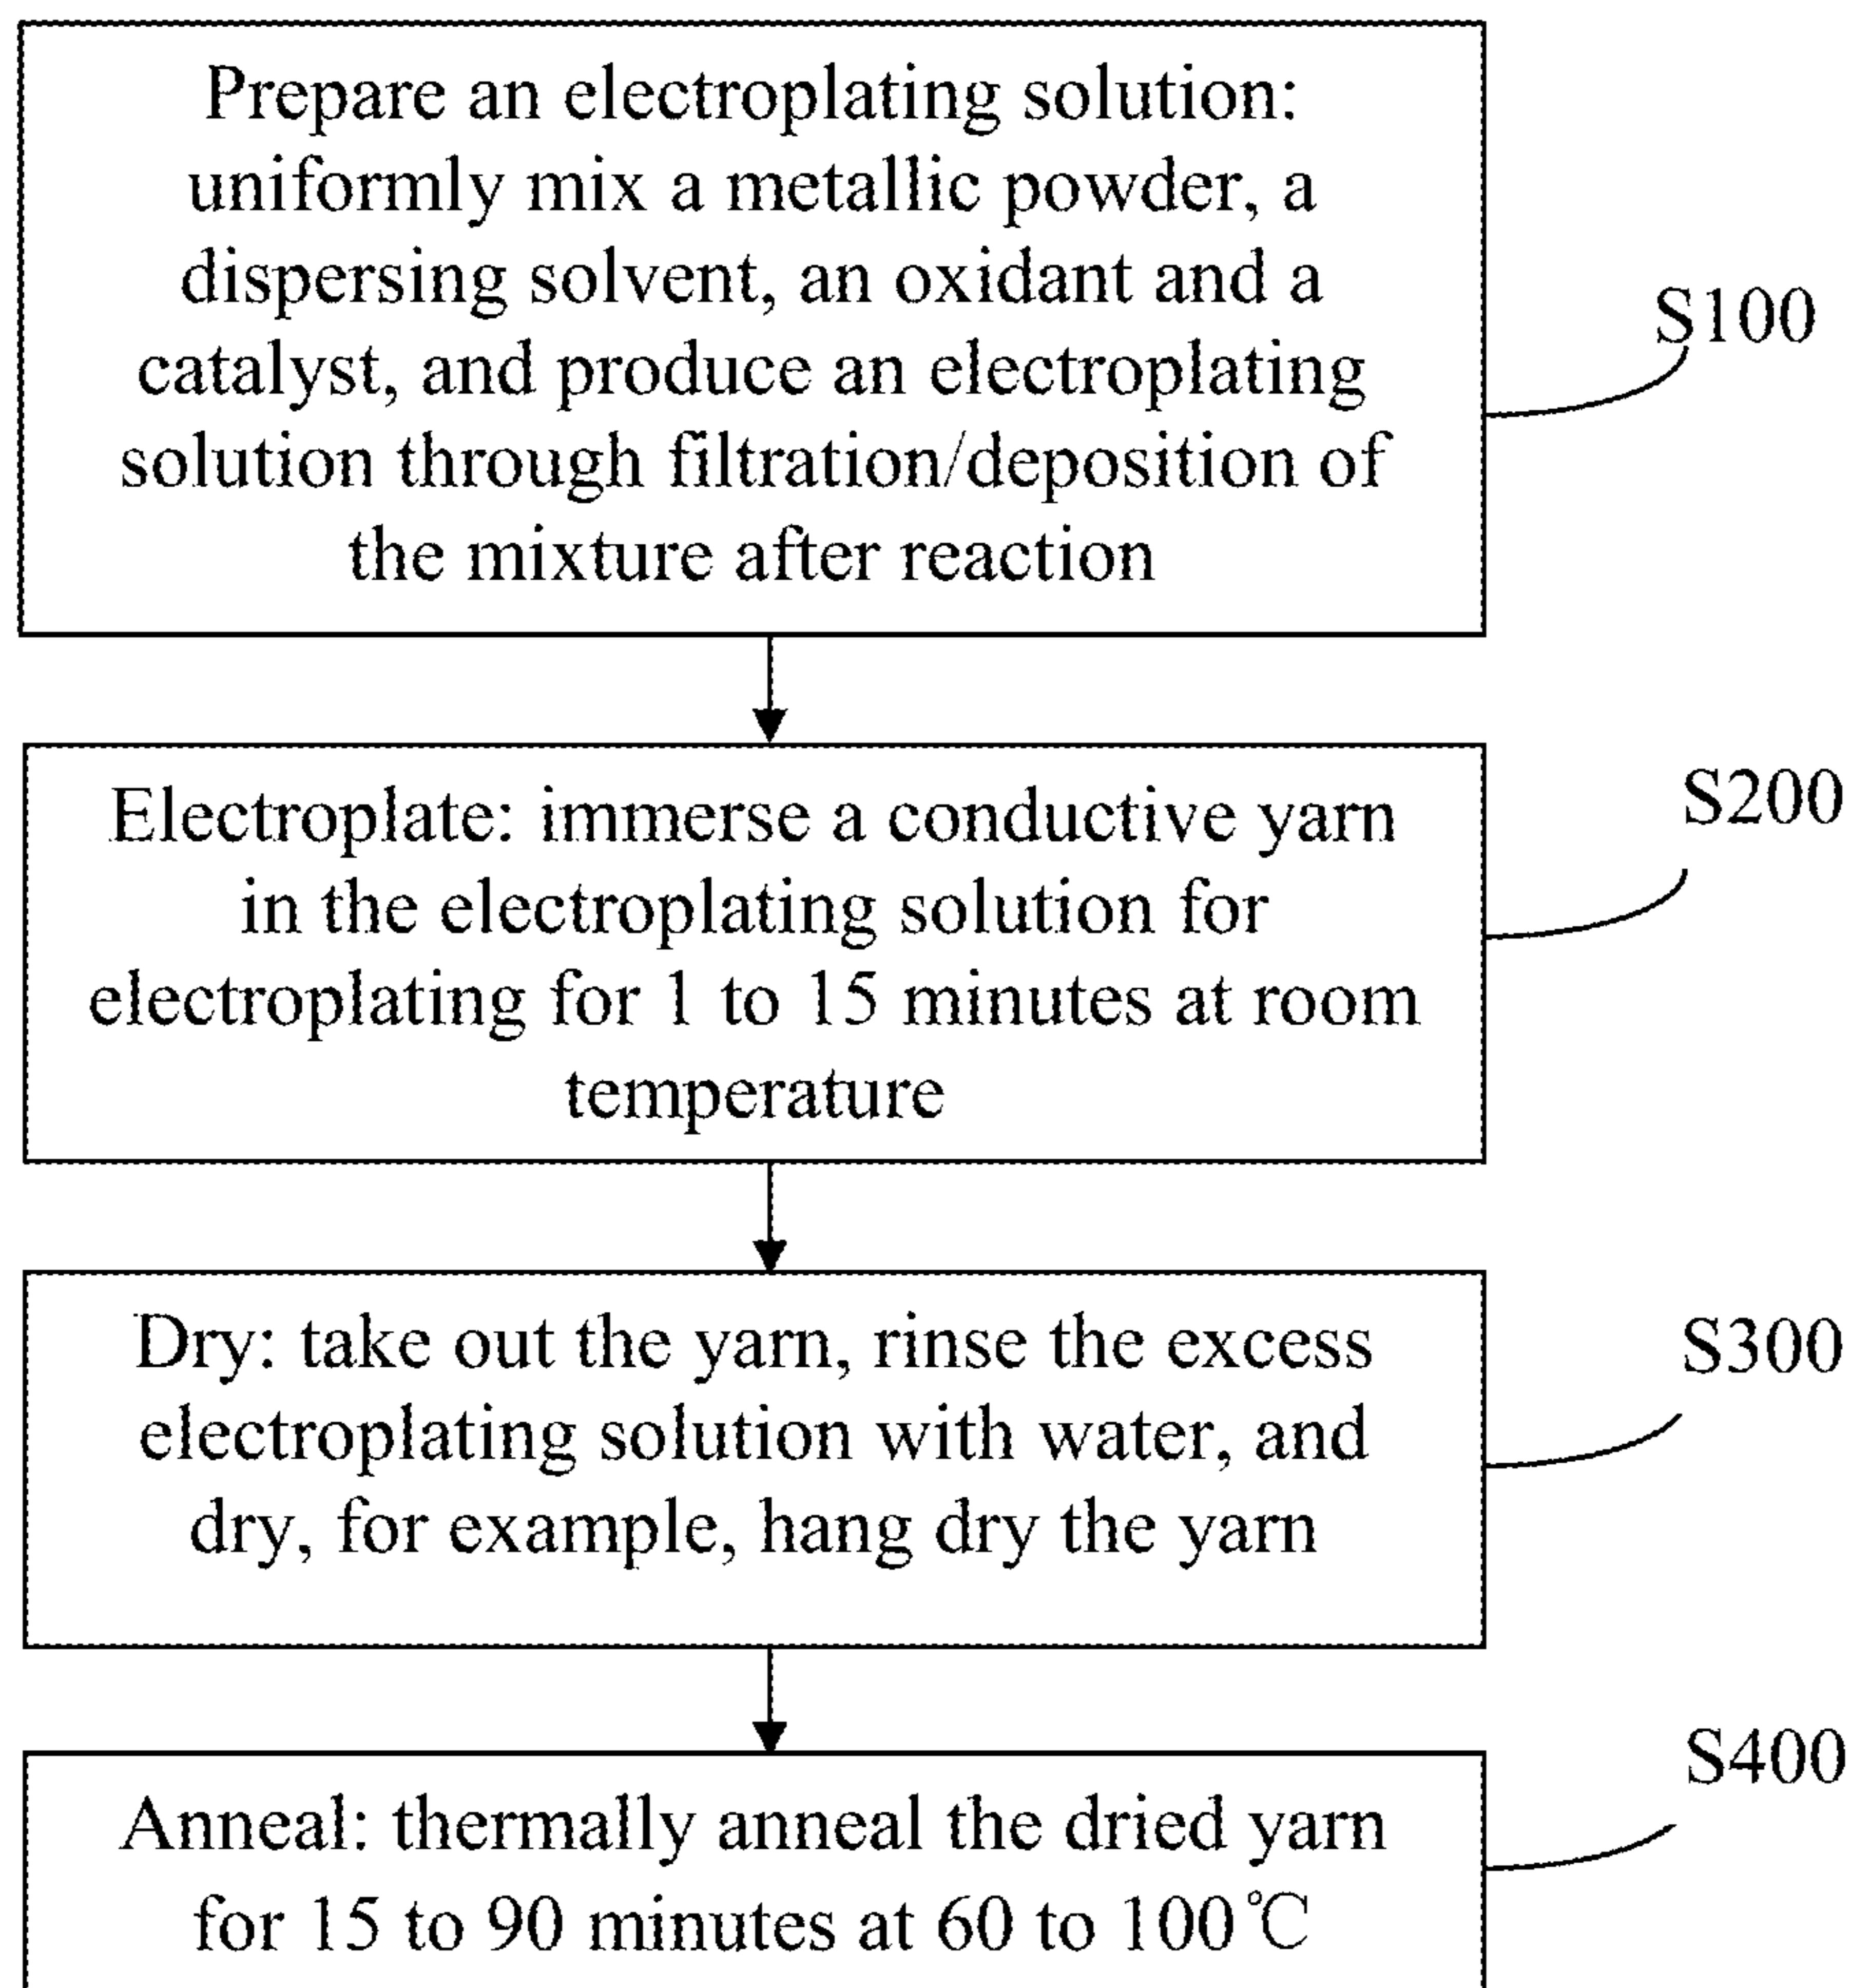 Prepare an electroplating solution:
uniformly mix a metallic powder, a
dispersing solvent, an oxidant and a
catalyst, and produce an electroplating
solution through filtration/deposition of
the mixture after reaction
S100
Electroplate: immerse a conductive yarn
in the electroplating solution for
electroplating for 1 to 15 minutes at room
temperature
S200
Dry: take out the yarn, rinse the excess
electroplating solution with water, and
dry, for example, hang dry the yarn
S300
Anneal: thermally anneal the dried yarn
for 15 to 90 minutes at 60 to 100℃
S400